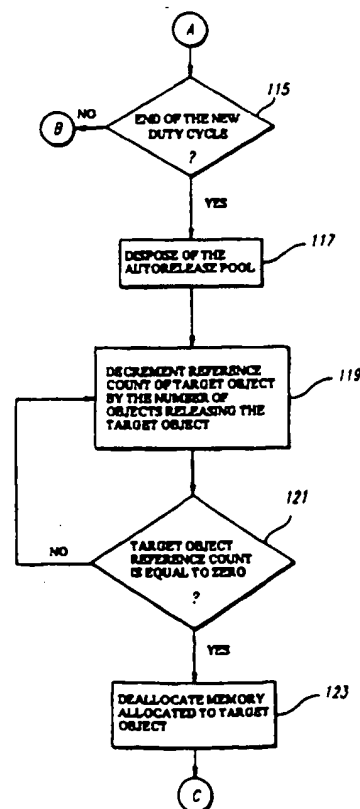 A
115
END OF THE NEW
DUTY CYCLE
?
NO
B
YES
117
DISPOSE OF THE
AUTORELEASE POOL
119
DECREMENT REFERENCE
COUNT OF TARGET OBJECT
BY THE NUMBER OF
OBJECTS RELEASING THE
TARGET OBJECT
121
TARGET OBJECT
REFERENCE COUNT
IS EQUAL TO ZERO
?
NO
YES
123
DEALLOCATE MEMORY
ALLOCATED TO TARGET
OBJECT
C